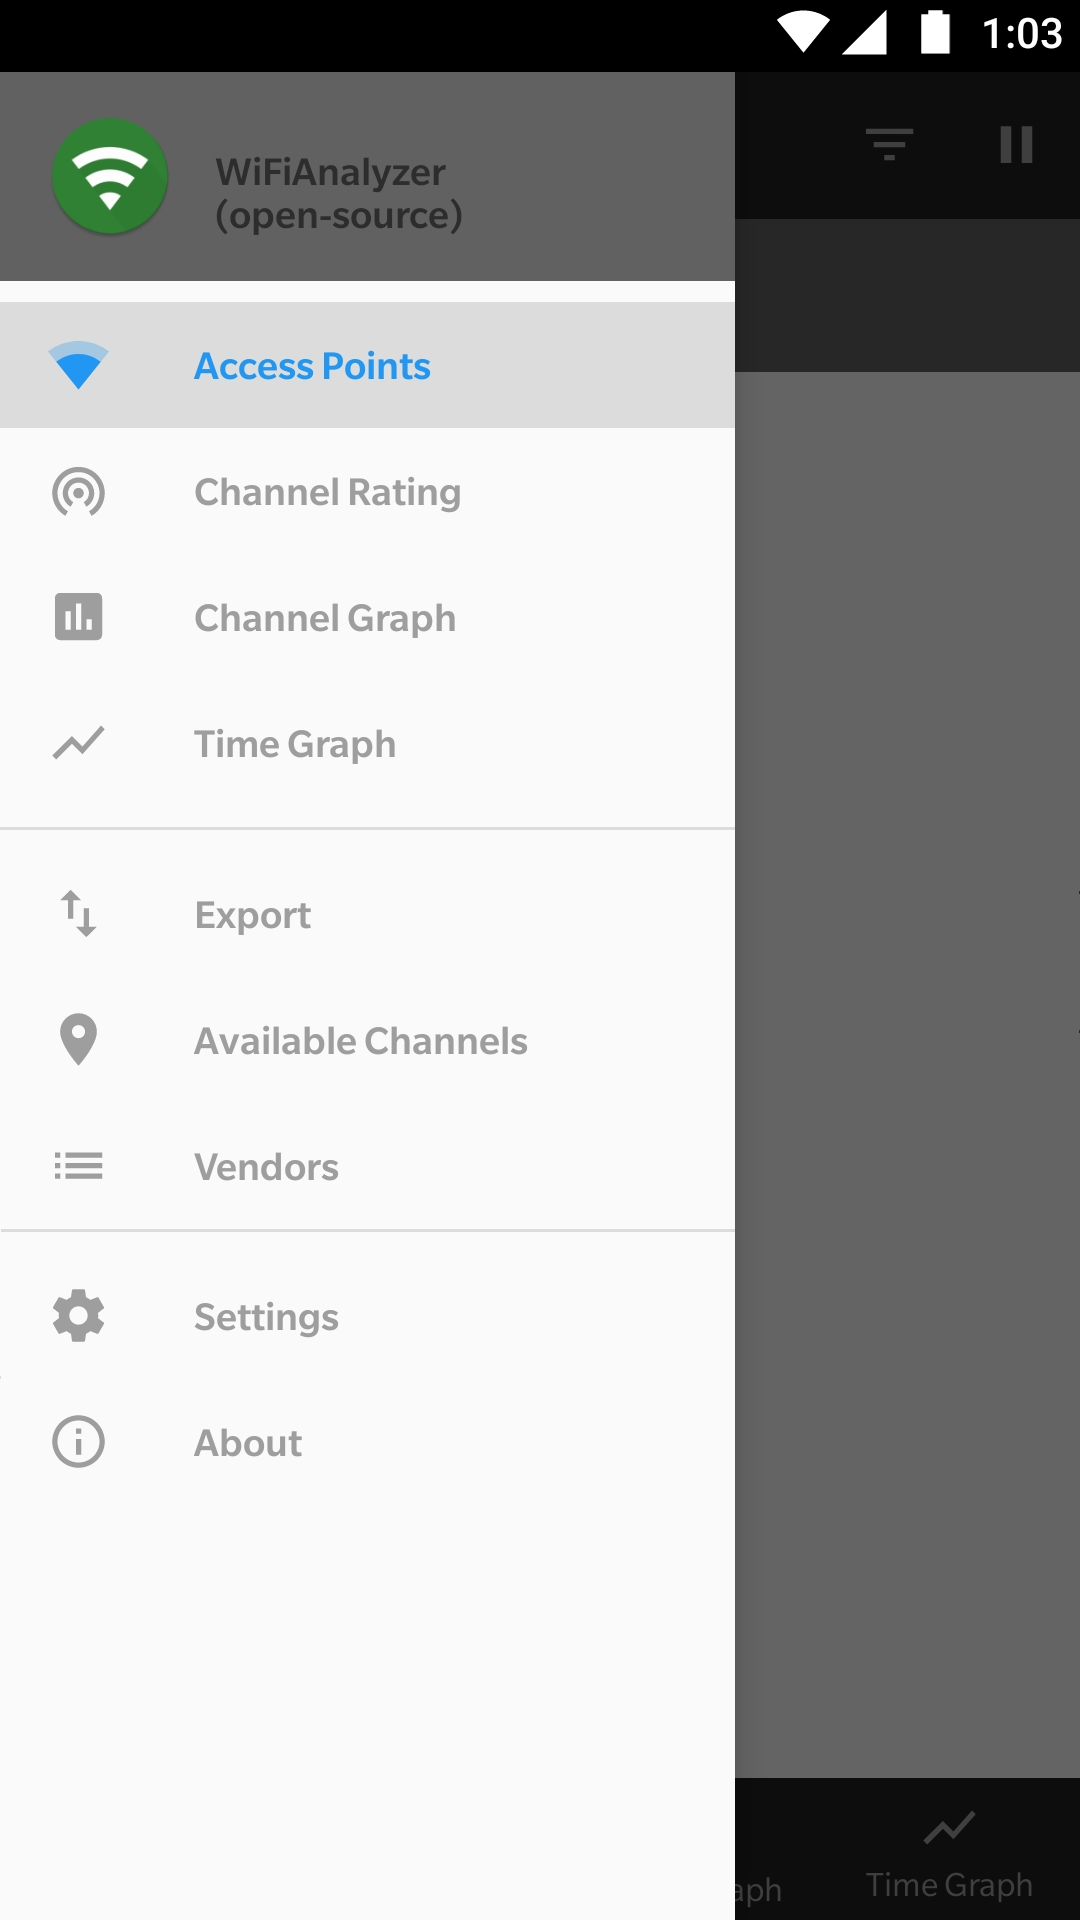 1:03
WiFiAnalyzer
(open-source)
Access Points
Channel Rating
Channel Graph
Time Graph
Export
Available Channels
Vendors
Settings
About
aph
Time Graph